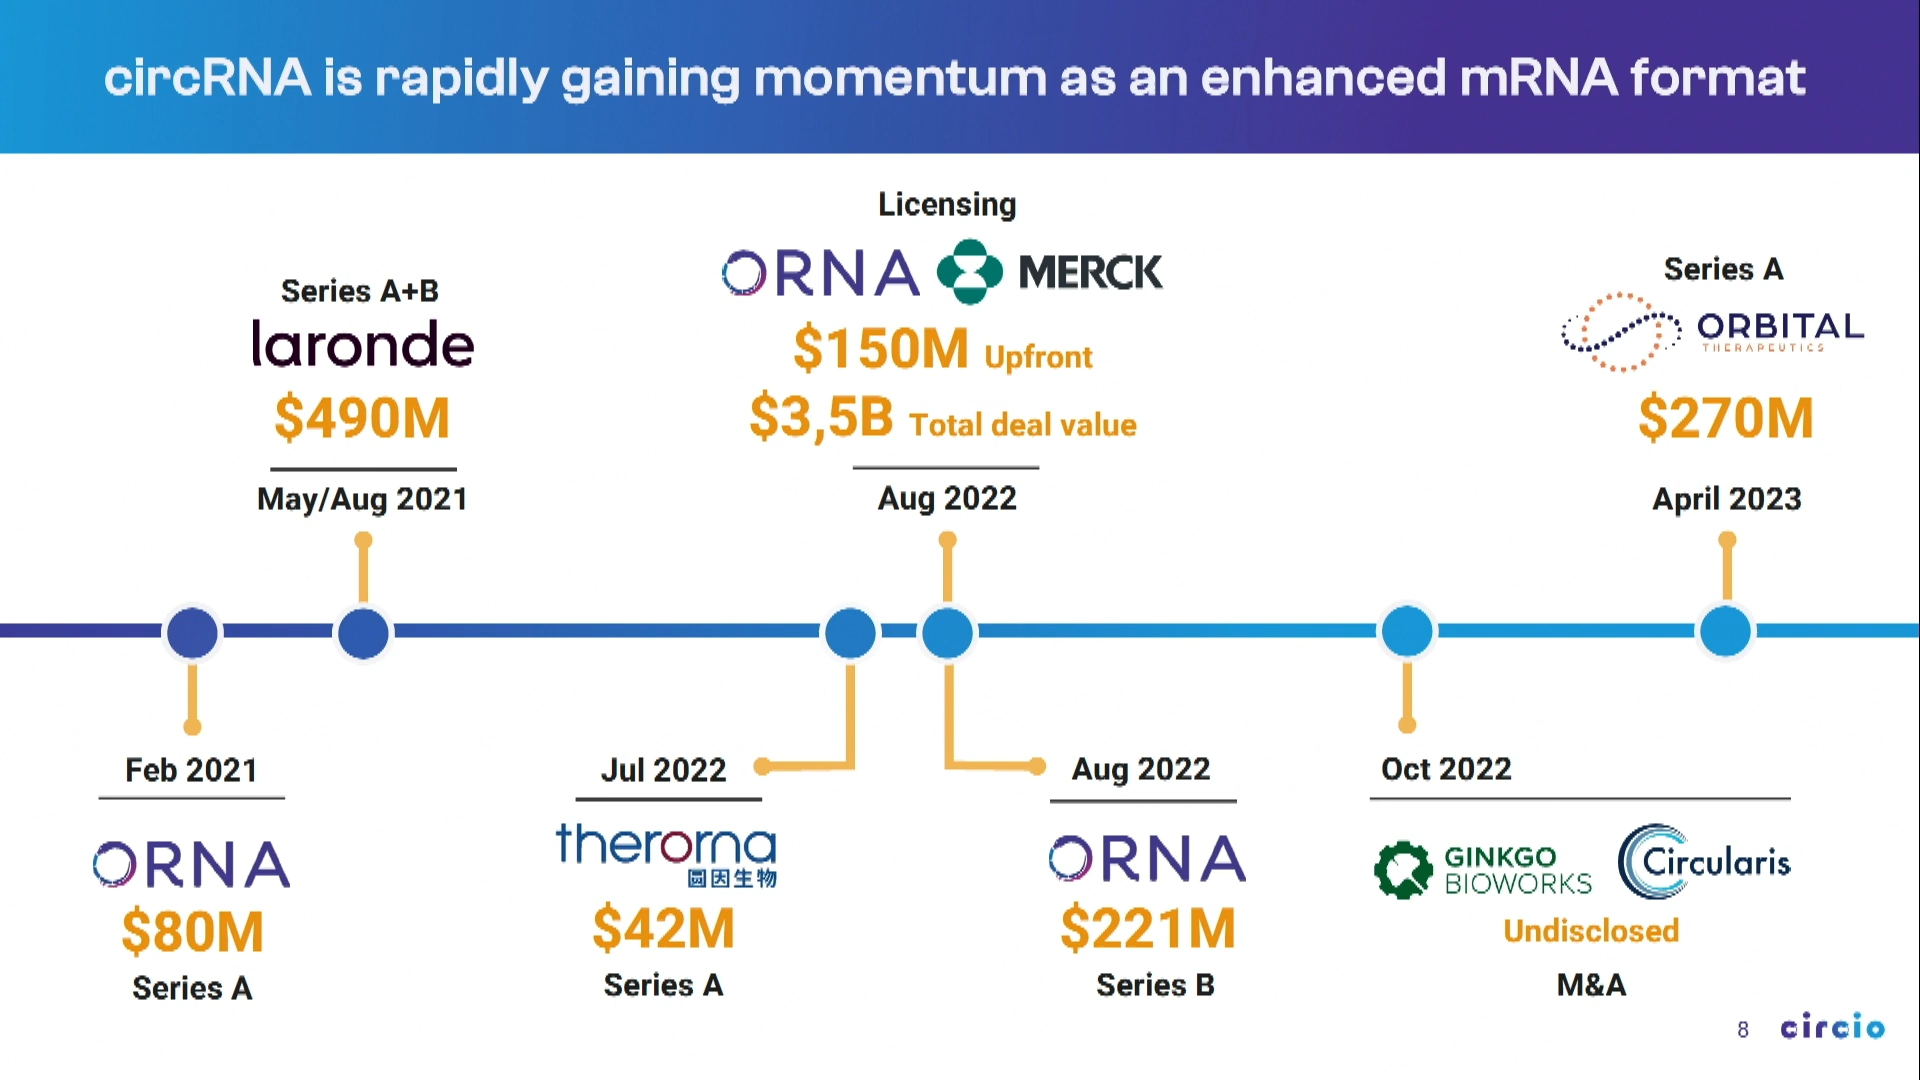 circRNA is rapidly gaining momentum as an enhanced mRNA format
Series A+B
laronde
$490M
May/Aug 2021
Licensing
ORNA MERCK
$150M Upfront
$3,5B Total deal value
Aug 2022
Series A
ORBITAL
THERAPEUTICS
$270M
April 2023
Feb 2021
ORNA
$80M
Series A
Jul 2022
therorna
圆因生物
$42M
Series A
Aug 2022
ORNA
$221M
Series B
Oct 2022
GINKGO
BIOWORKS
Circularis
Undisclosed
M&A
8 circio